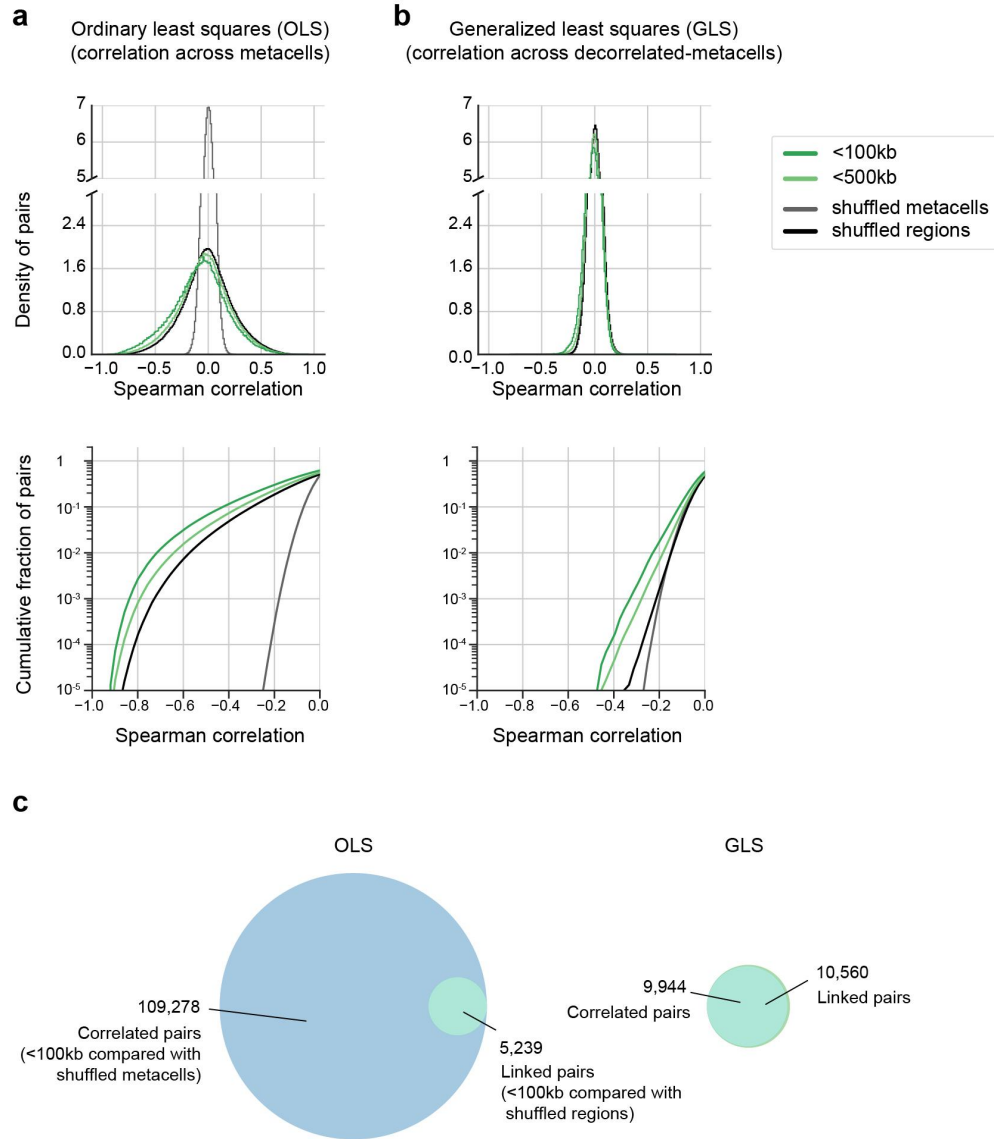 a
Ordinary least squares (OLS)
(correlation across metacells)
7
6
5
2.4
1.6
0.8
0.0
Density of pairs
−1.0 −0.5 0.0 0.5 1.0
Spearman correlation
b
Generalized least squares (GLS)
(correlation across decorrelated-metacells)
7
6
5
2.4
1.6
0.8
0.0
−1.0 −0.5 0.0 0.5 1.0
Spearman correlation
<100kb
<500kb
shuffled metacells
shuffled regions
1
10-1
10-2
10-3
10-4
10-5
Cumulative fraction of pairs
−1.0 −0.8 −0.6 −0.4 −0.2 0.0
Spearman correlation
1
10-1
10-2
10-3
10-4
10-5
−1.0 −0.8 −0.6 −0.4 −0.2 0.0
Spearman correlation
c
OLS
109,278
Correlated pairs
(<100kb compared with
shuffled metacells)
5,239
Linked pairs
(<100kb compared with
shuffled regions)
GLS
9,944
Correlated pairs
10,560
Linked pairs